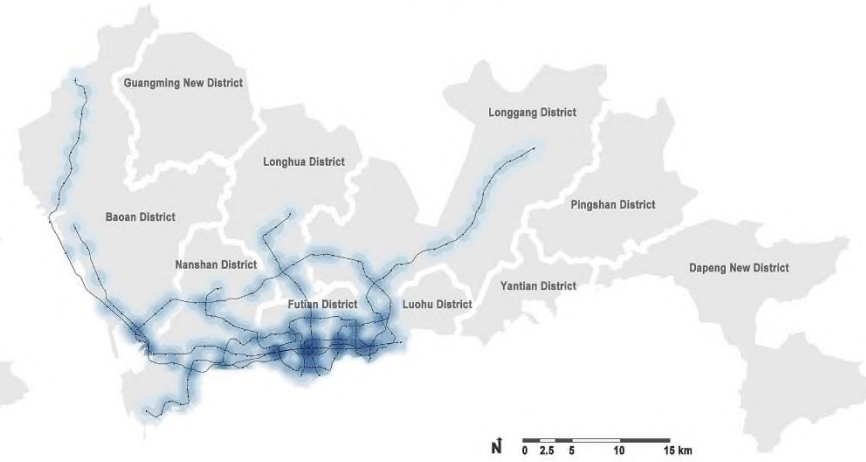 Guangming New District
Longgang District
Longhua District
Pingshan District
Baoan District
Nanshan District
Dapeng New District
Yantian District
Futian District
Luohu District
N
0 2.5 5 10 15 km